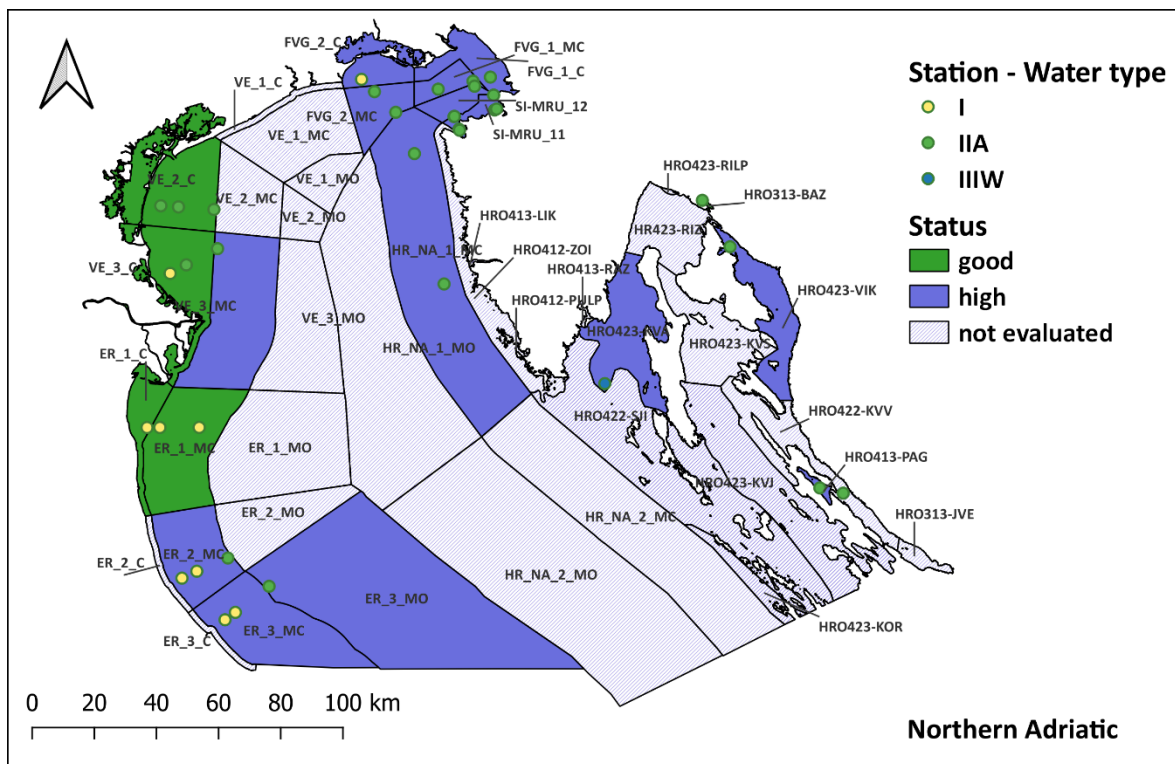 FVG_2_C
FVG_1_MC
FVG_1_C
VE_1_C
SI-MRU_12
FVG_2_MC
SI-MRU_11
VE_1_MC
VE_1_MO
VE_2_C
VE_2_MC
VE_2_MO
HRO423-RILP
HRO313-BAZ
HRO413-LIK
HR423-RIZ
HR_NA_1_MC
HRO412-ZOI
VE_3_C
HRO413-RAZ
VE_3_MC
HRO412-PULP
HRO423-VIK
VE_3_MO
HRO423-KVA
HRO423-KVS
HR_NA_1_MO
ER_1_C
HRO422-SJI
HRO422-KVV
ER_1_MC
ER_1_MO
HRO413-PAG
HRO423-KVJ
ER_2_MO
HR_NA_2_MC
HRO313-JVE
ER_2_C
ER_2_MC
HR_NA_2_MO
ER_3_MO
ER_3_C
ER_3_MC
HRO423-KOR
Station - Water type
I
IIA
IIIW
Status
good
high
not evaluated
0 20 40 60 80 100 km
Northern Adriatic